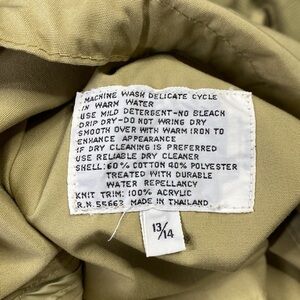 MACHINE WASH DELICATE CYCLE
IN WARM WATER
USE MILD DETERGENT-NO BLEACH
DRIP DRY-DO NOT WRING DRY
SMOOTH OVER WITH WARM IRON TO
ENHANCE APPEARANCE
IF DRY CLEANING IS PREFERRED
USE RELIABLE DRY CLEANER
SHELL: 60% COTTON 40% POLYESTER
TREATED WITH DURABLE
WATER REPELLANCY
KNIT TRIM: 100% ACRYLIC
R.N. 55663 MADE IN THAILAND
13/14